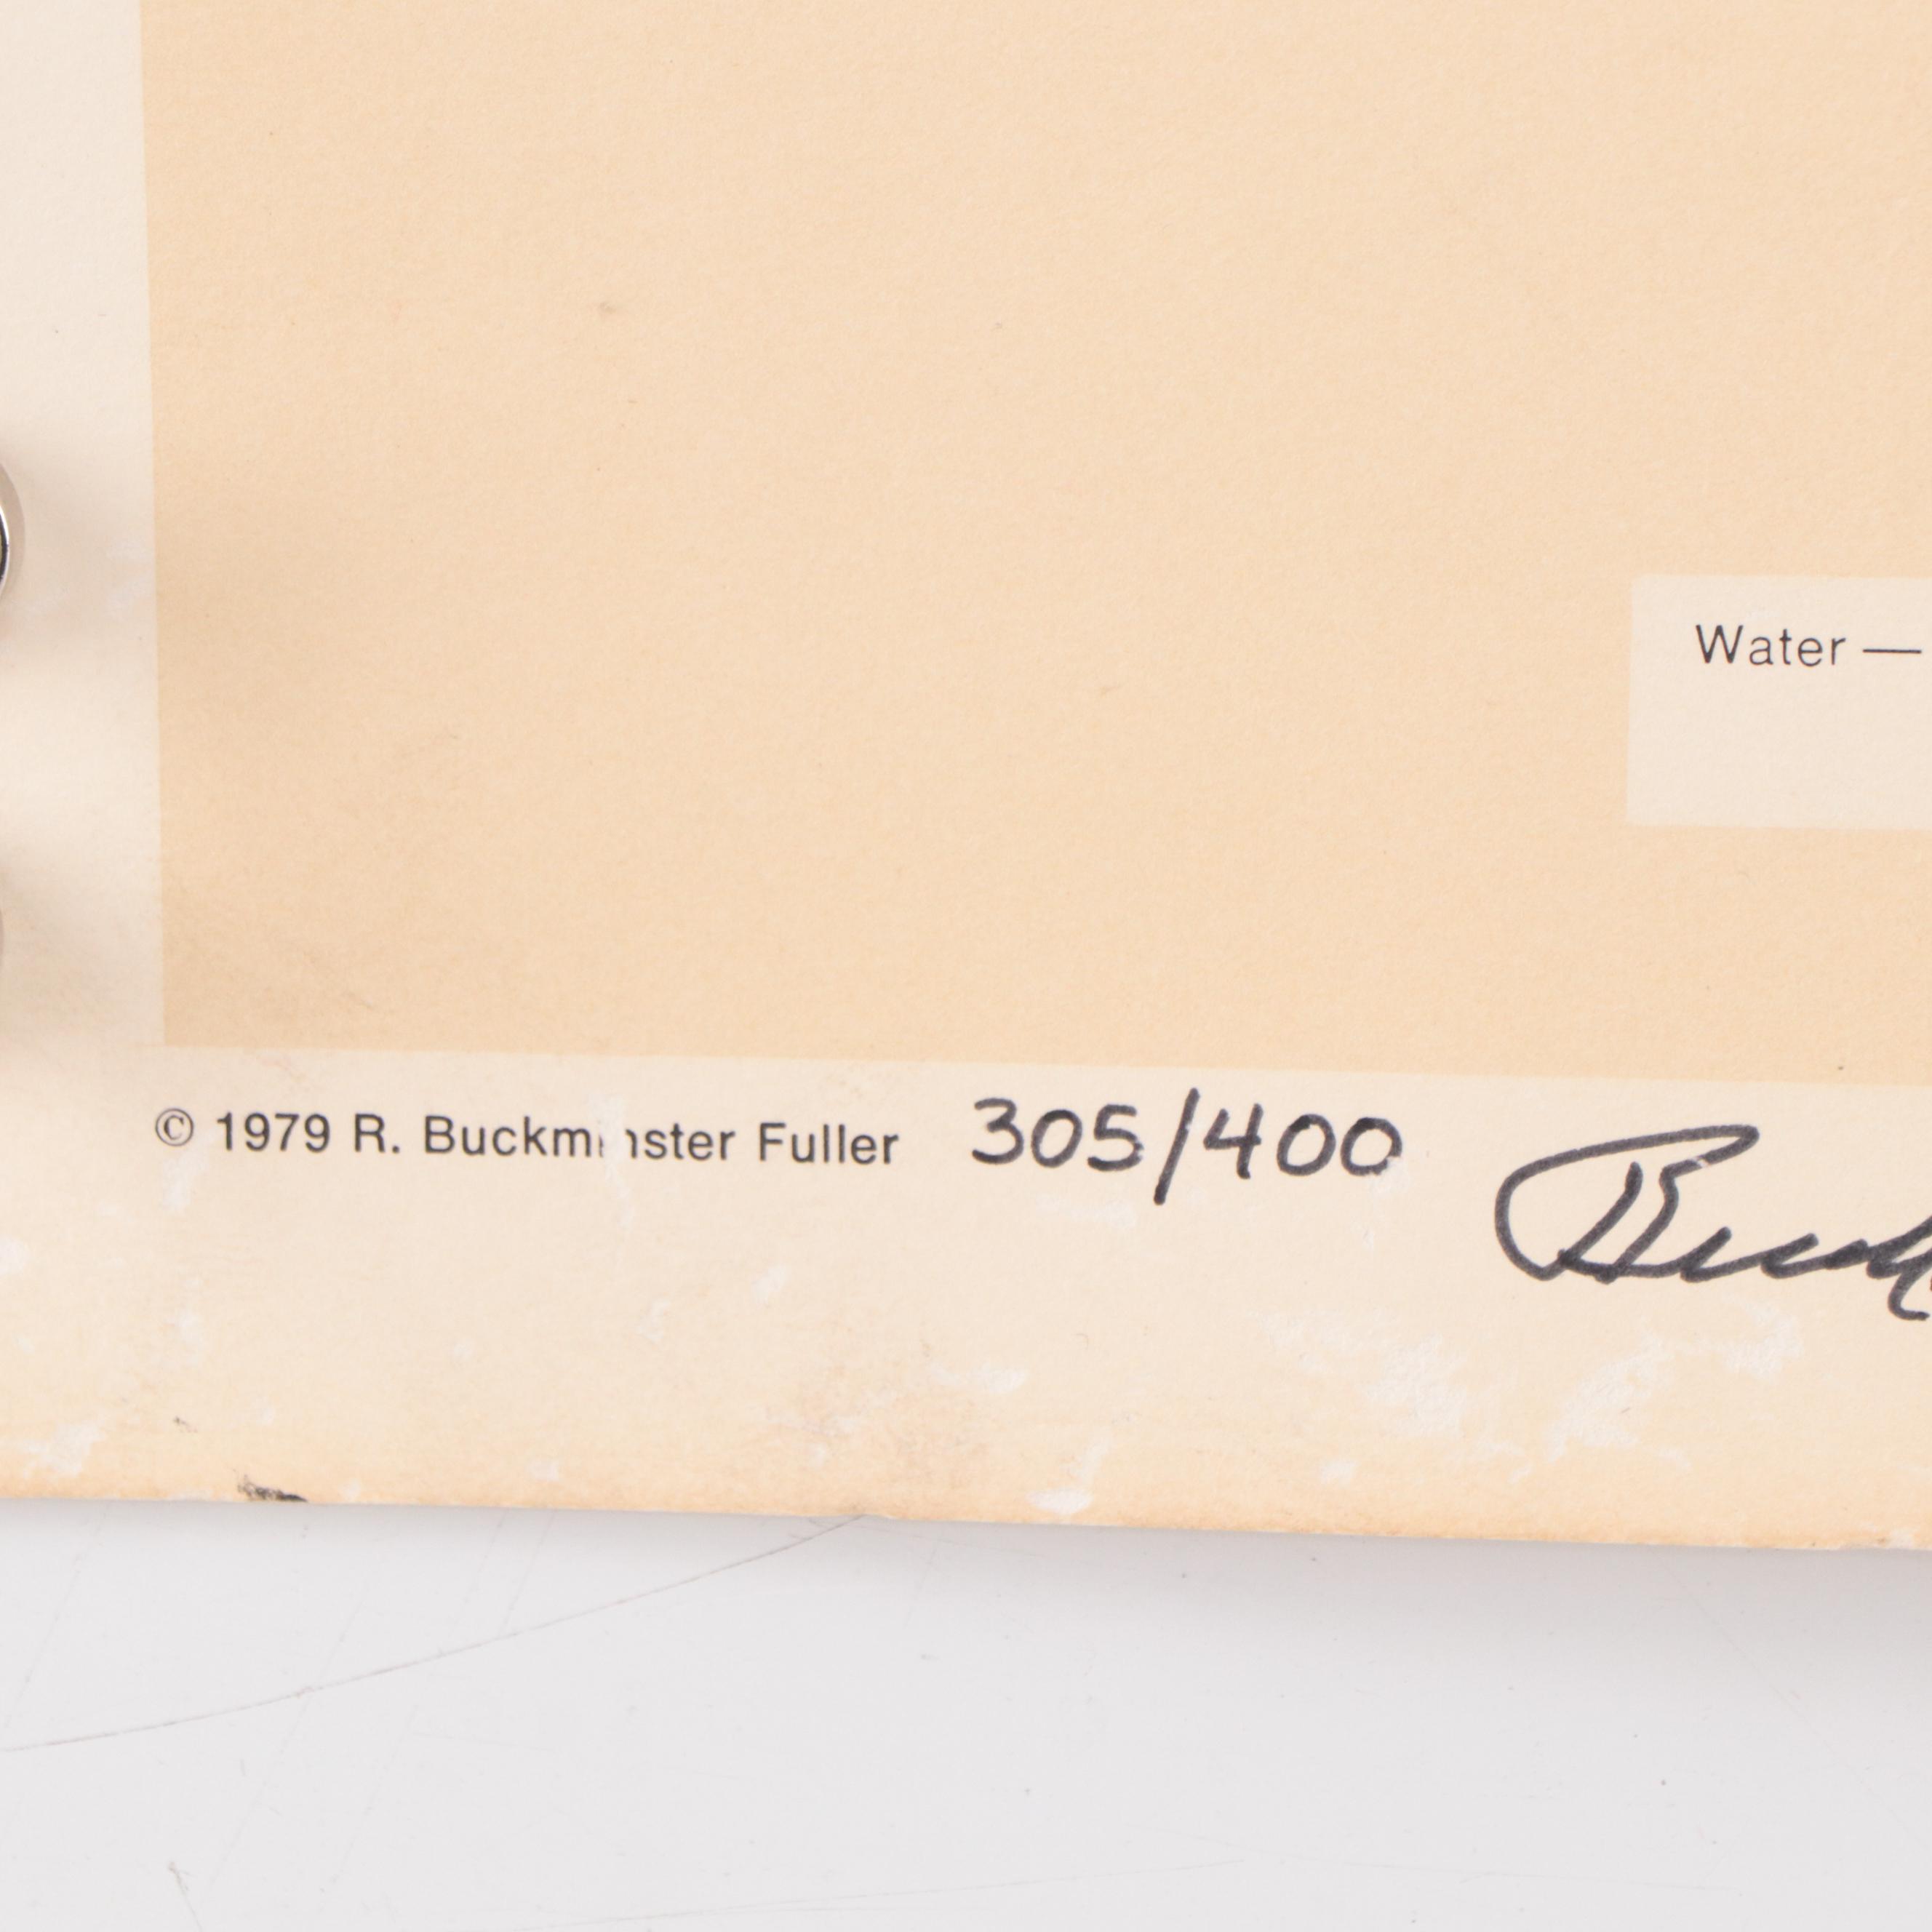 Water —
© 1979 R. Buckminster Fuller 305/400